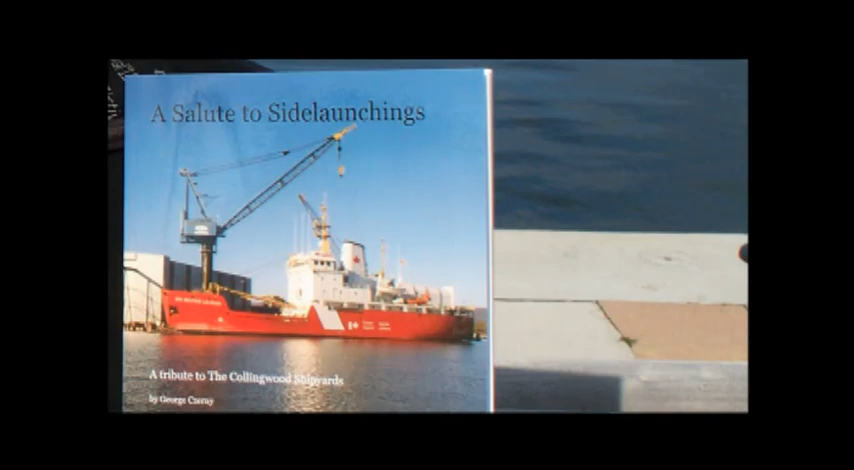 A Salute to Sidelaunchings
A tribute to The Collingwood Shipyards
by George Czerny